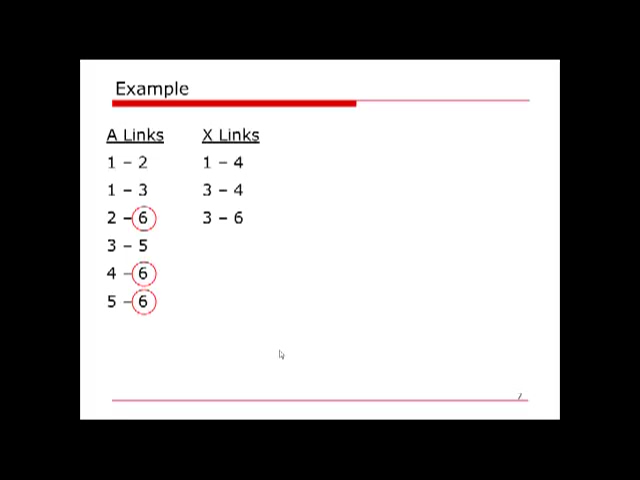 Example
A Links X Links
1 – 2 1 – 4
1 – 3 3 – 4
2 – 6 3 – 6
3 – 5
4 – 6
5 – 6
7